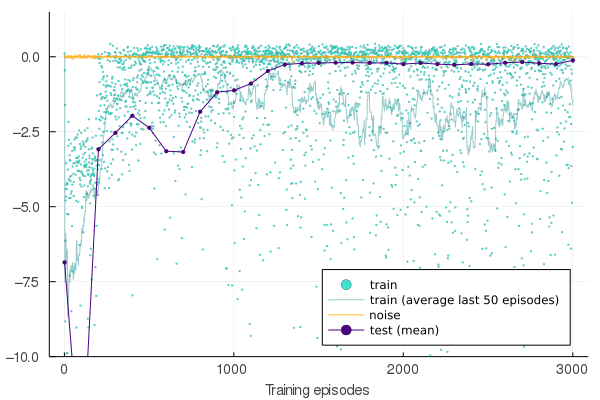 0.0
−2.5
−5.0
−7.5
−10.0
train
train (average last 50 episodes)
noise
test (mean)
0
1000
2000
3000
Training episodes